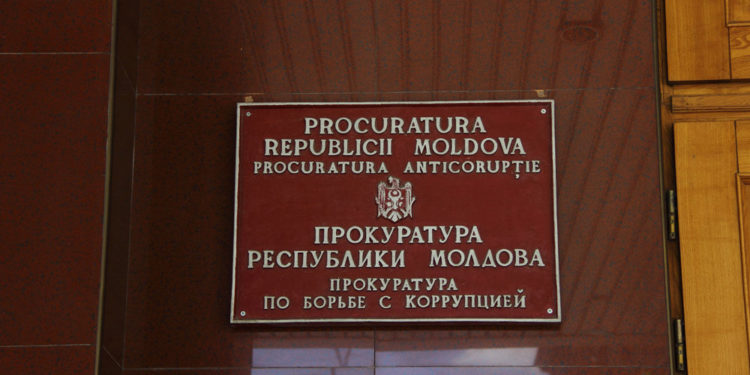 PROCURATURA
REPUBLICII MOLDOVA
PROCURATURA ANTICORUPȚIE
ПРОКУРАТУРА
РЕСПУБЛИКИ МОЛДОВА
ПРОКУРАТУРА
ПО БОРЬБЕ С КОРРУПЦИЕЙ